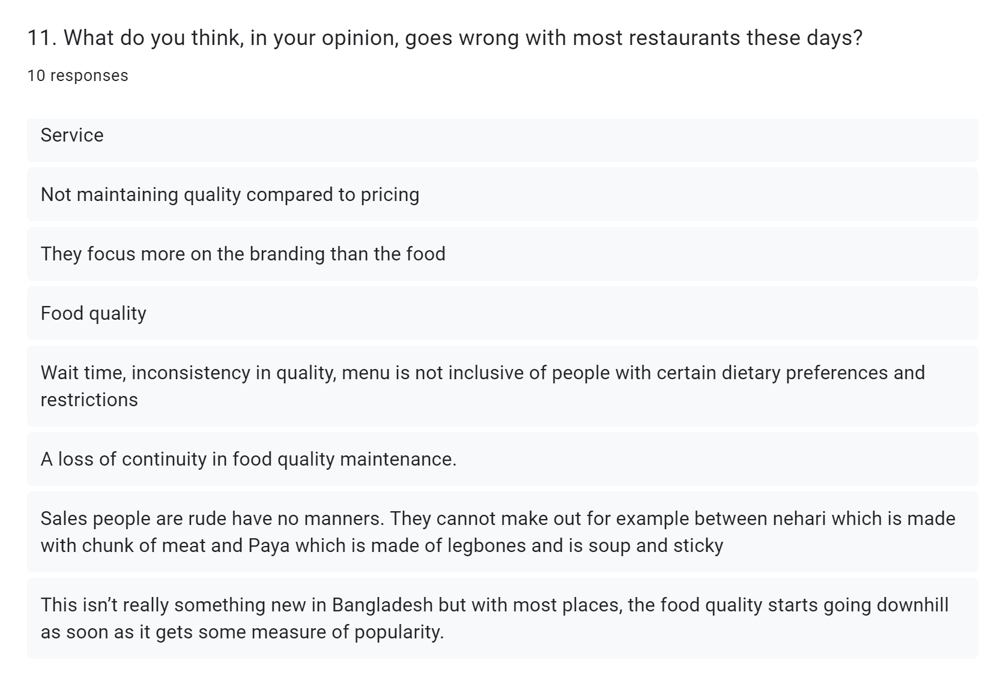 11. What do you think, in your opinion, goes wrong with most restaurants these days?
10 responses
Service
Not maintaining quality compared to pricing
They focus more on the branding than the food
Food quality
Wait time, inconsistency in quality, menu is not inclusive of people with certain dietary preferences and
restrictions
A loss of continuity in food quality maintenance.
Sales people are rude have no manners. They cannot make out for example between nehari which is made
with chunk of meat and Paya which is made of legbones and is soup and sticky
This isn’t really something new in Bangladesh but with most places, the food quality starts going downhill
as soon as it gets some measure of popularity.